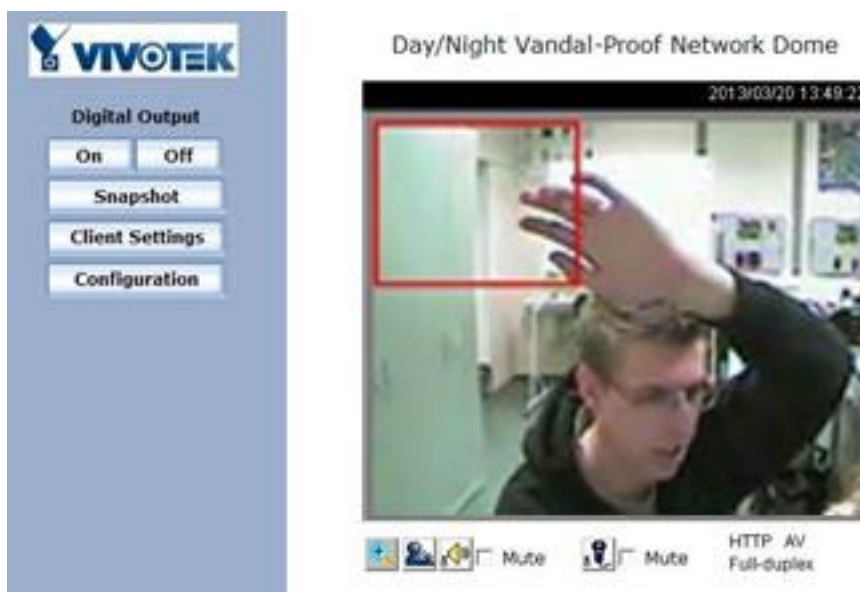 VIVOTEK
Digital Output
On Off
Snapshot
Client Settings
Configuration
Day/Night Vandal-Proof Network Dome
2013/03/20 13:49:22
Mute
Mute
HTTP AV
Full-duplex